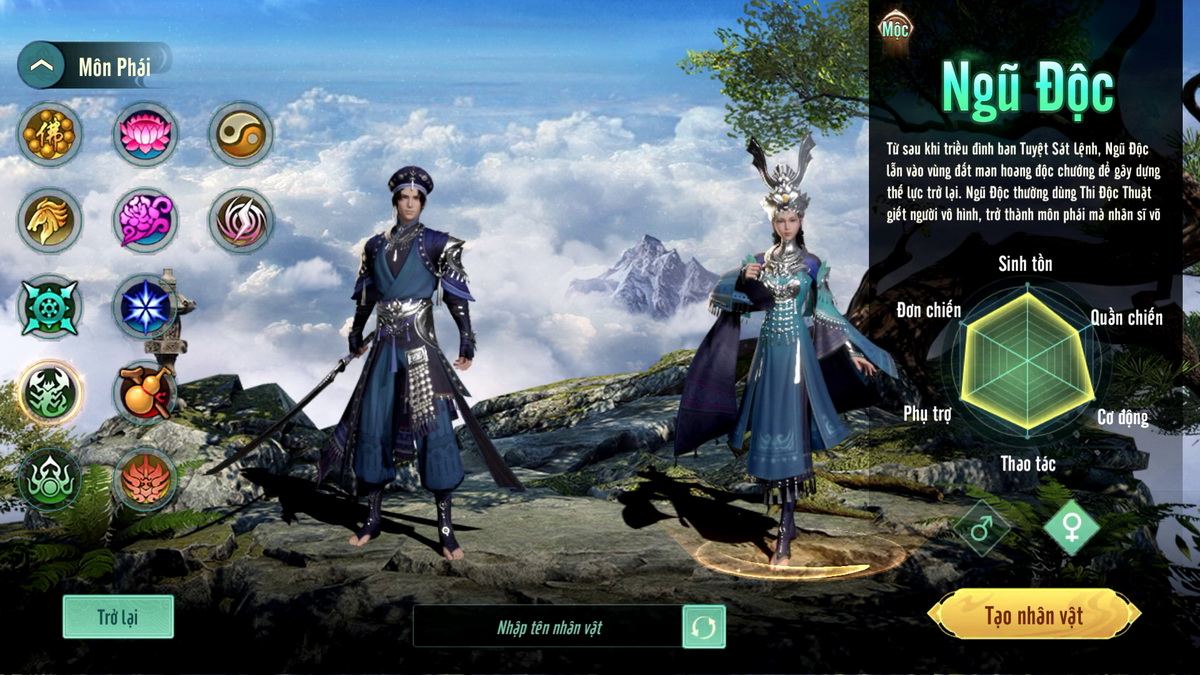 Môn Phái
佛
Mộc
Ngũ Độc
Từ sau khi triều đình ban Tuyệt Sát Lệnh, Ngũ Độc
lẫn vào vùng đất man hoang độc chướng để gây dựng
thế lực trở lại. Ngũ Độc thường dùng Thi Độc Thuật
giết người vô hình, trở thành môn phái mà nhân sĩ võ
Sinh tồn
Đơn chiến
Quần chiến
Phụ trợ
Cơ động
Thao tác
Trở lại
Nhập tên nhân vật
Tạo nhân vật